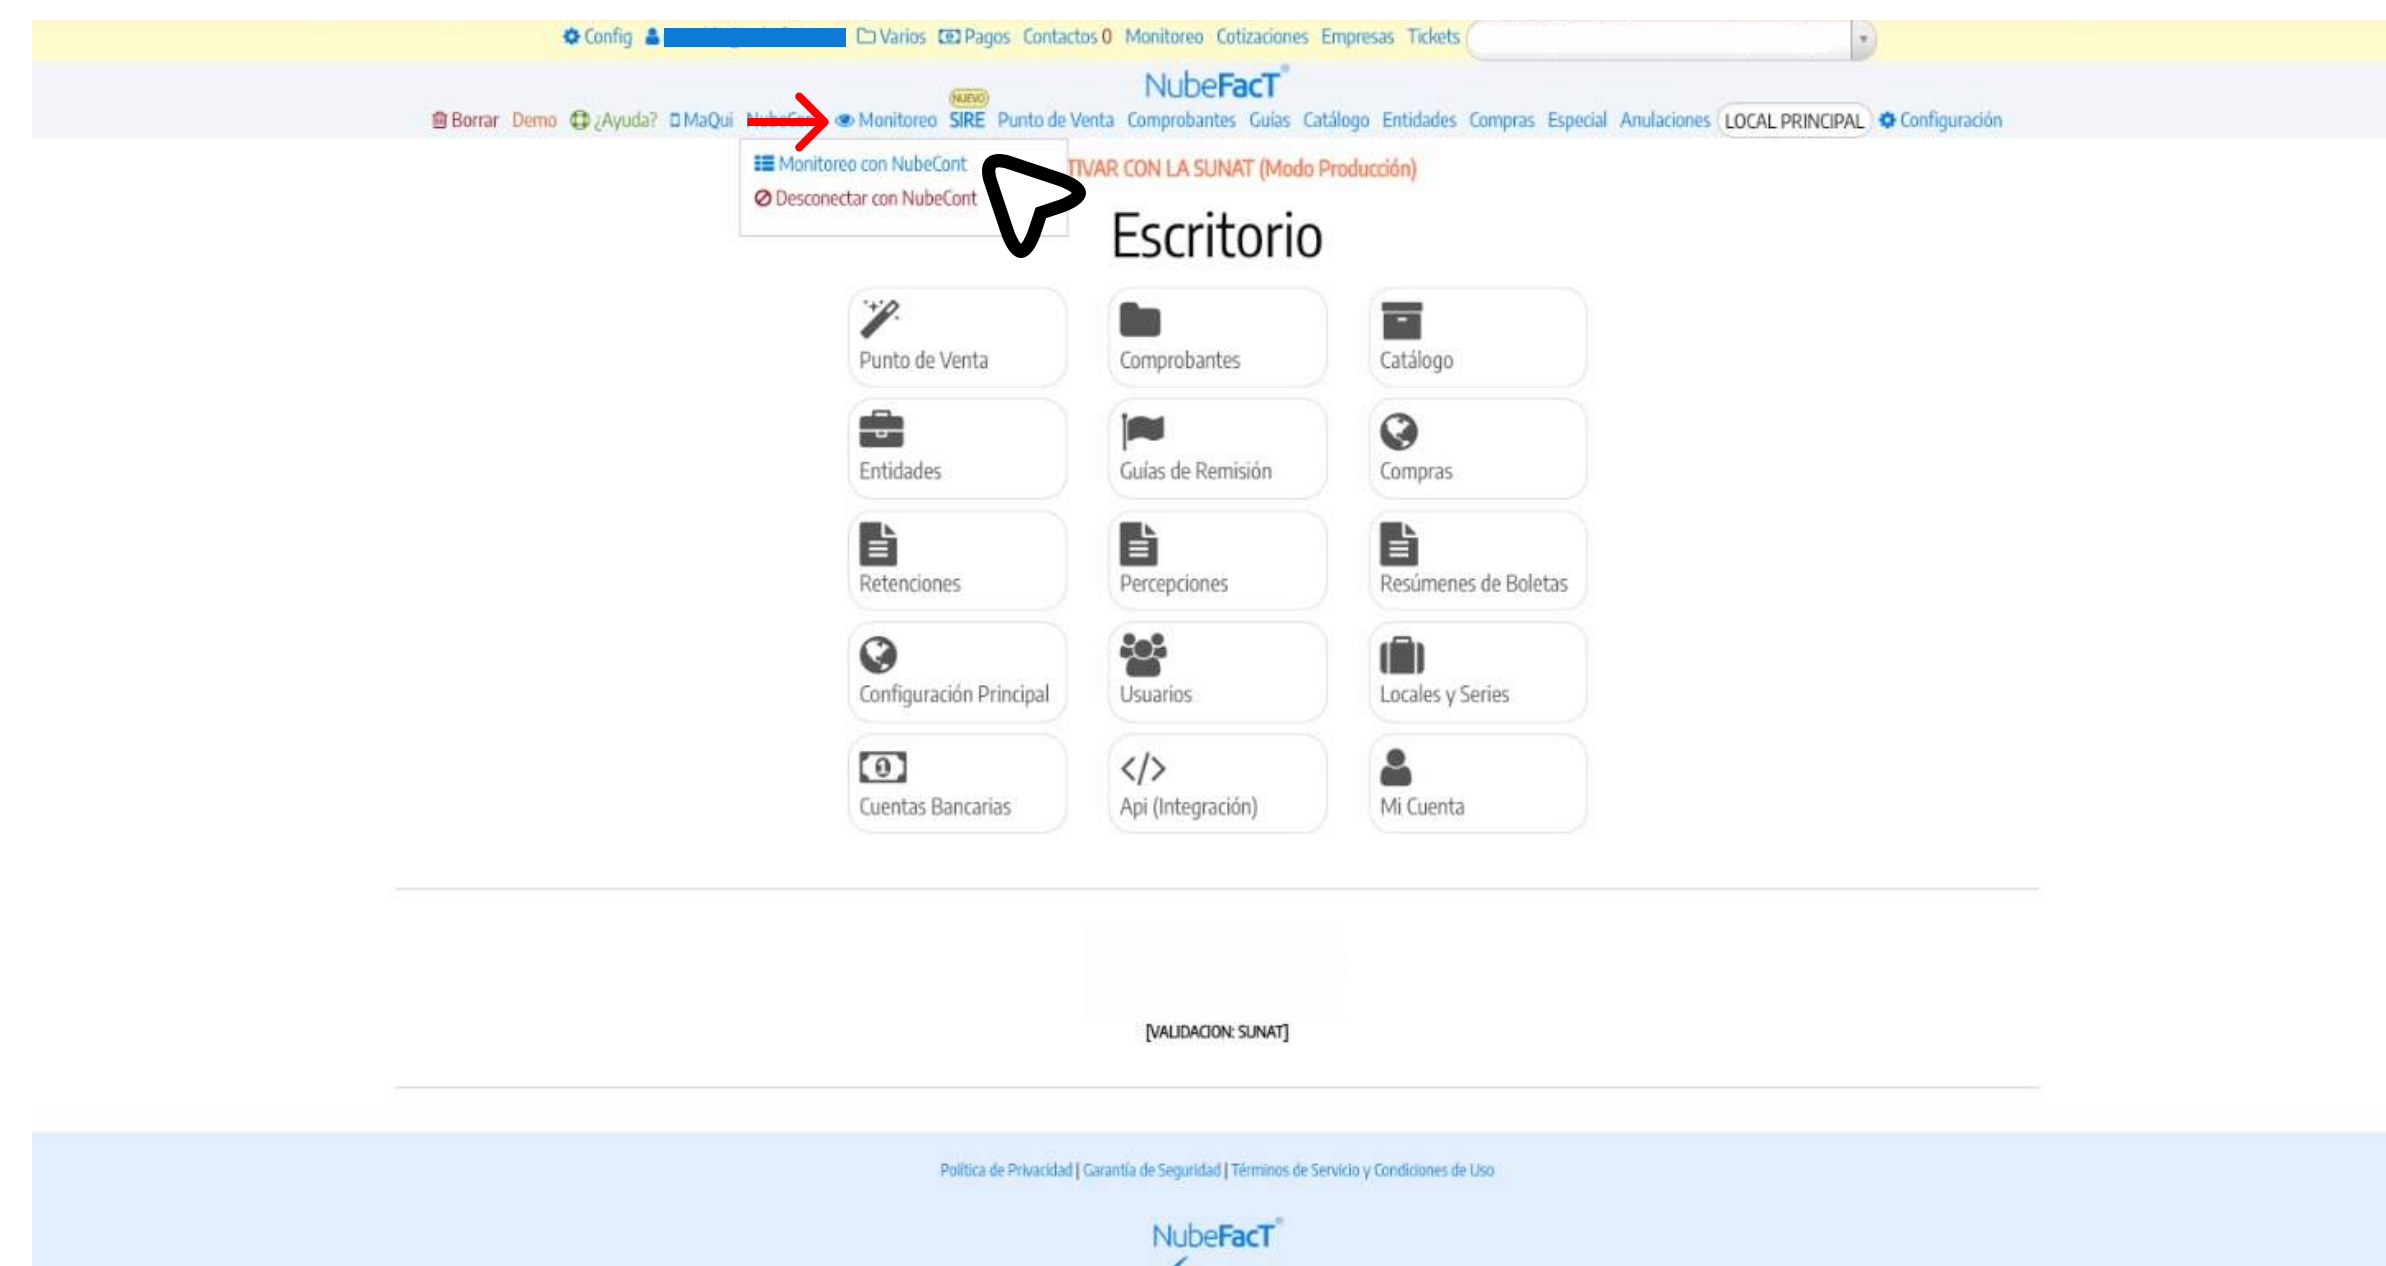 Config Varios Pagos Contactos 0 Monitoreo Cotizaciones Empresas Tickets
NubeFacT®
NUEVO
Borrar Demo ¿Ayuda? MaQui Monitoreo SIRE Punto de Venta Comprobantes Guías Catálogo Entidades Compras Especial Anulaciones LOCAL PRINCIPAL Configuración
Monitoreo con NubeCont
TIVAR CON LA SUNAT (Modo Producción)
Desconectar con NubeCont
Escritorio
Punto de Venta
Comprobantes
Catálogo
Entidades
Guías de Remisión
Compras
Retenciones
Percepciones
Resúmenes de Boletas
Configuración Principal
Usuarios
Locales y Series
Cuentas Bancarias
Api (Integración)
Mi Cuenta
[VALIDACION: SUNAT]
Política de Privacidad | Garantía de Seguridad | Términos de Servicio y Condiciones de Uso
NubeFacT®